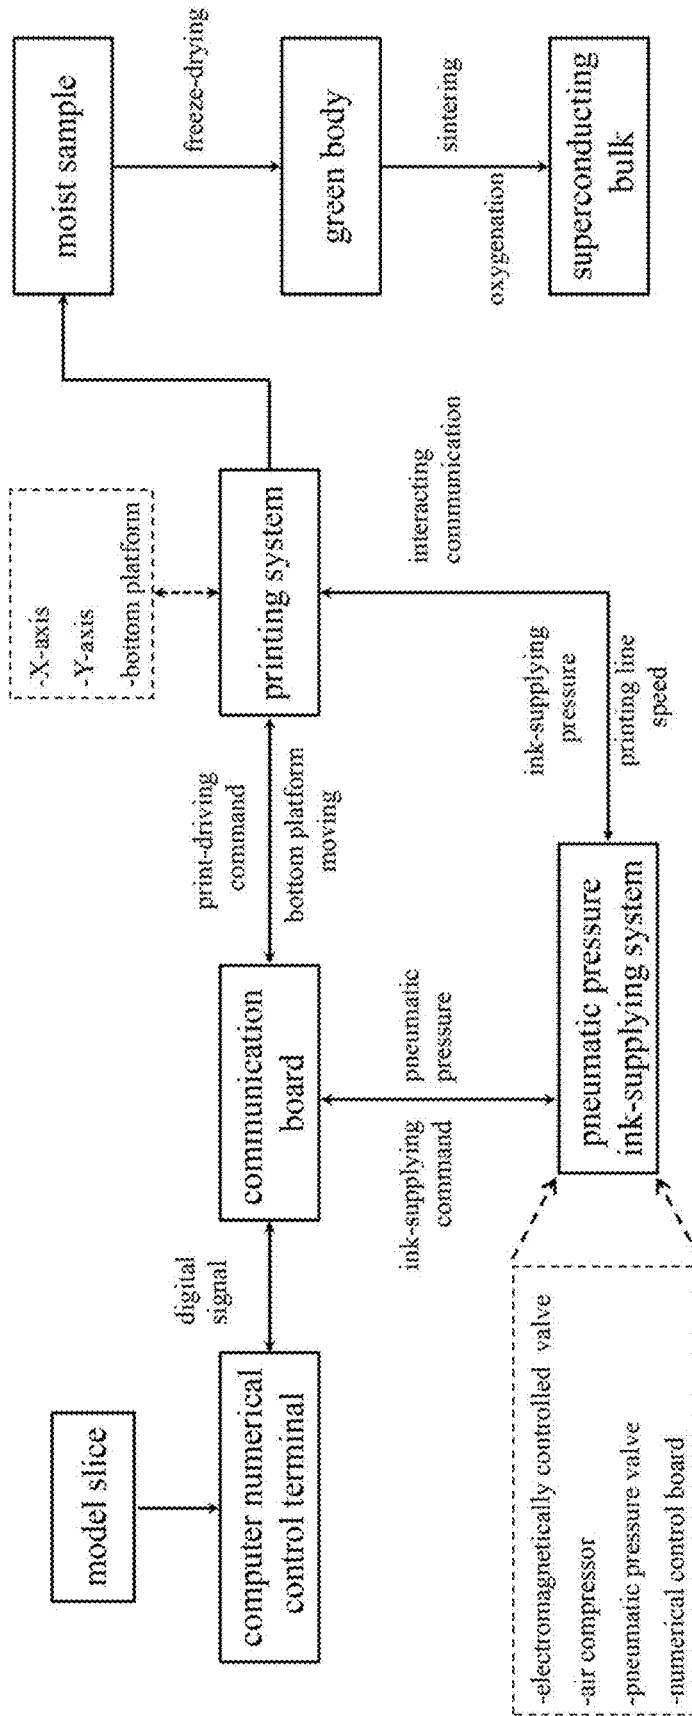 model slice
computer numerical
control terminal
digital
signal
communication
board
print-driving
command
bottom platform
moving
-X-axis
-Y-axis
-bottom platform
printing system
moist sample
freeze-drying
green body
sintering
oxygenation
superconducting
bulk
interacting
communication
ink-supplying
pressure
printing line
speed
ink-supplying
command
pneumatic
pressure
pneumatic pressure
ink-supplying system
-electromagnetically controlled valve
-air compressor
-pneumatic pressure valve
-numerical control board